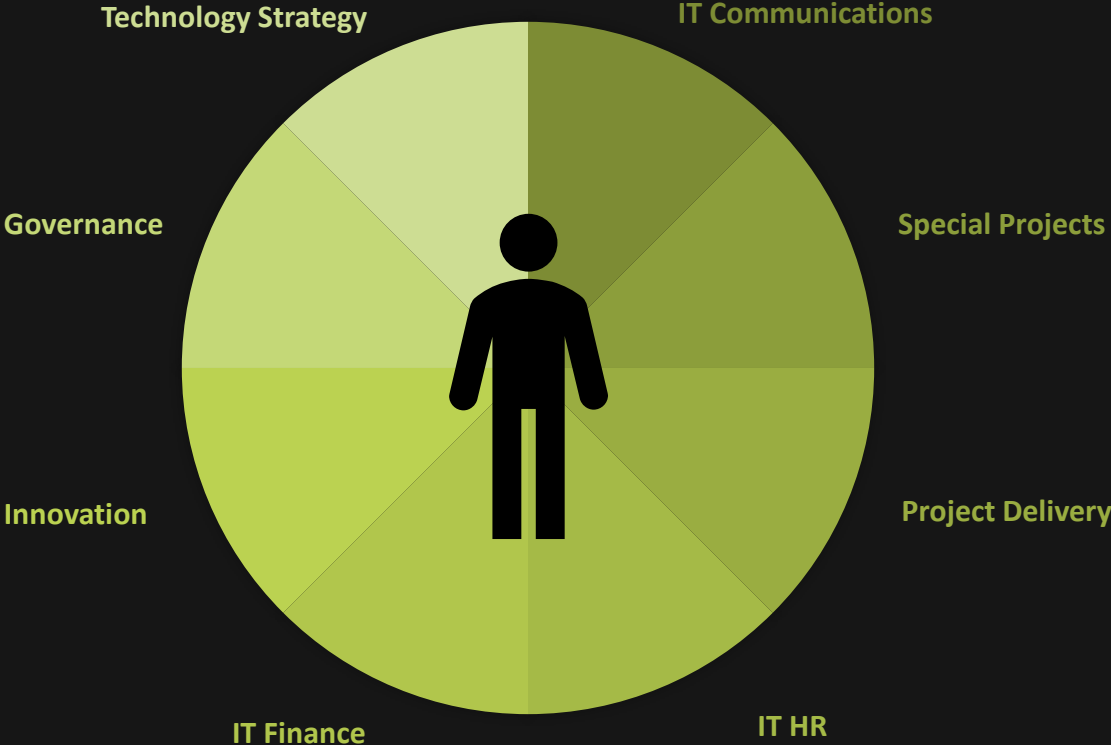 Technology Strategy
IT Communications
Governance
Special Projects
Innovation
Project Delivery
IT Finance
IT HR